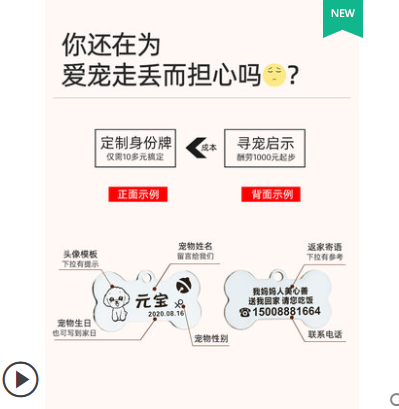 NEW
你还在为
爱宠走丢而担心吗?
定制身份牌
仅需10多元搞定
成本
寻宠启示
酬劳1000元起步
正面示例
背面示例
头像模板
下拉有提示
宠物姓名
留言给我们
返家寄语
下拉有参考
元宝
2020.08.16
我妈妈人美心善
送我回家 请您吃饭
15008881664
宠物生日
也可写到家日
宠物性别
联系电话